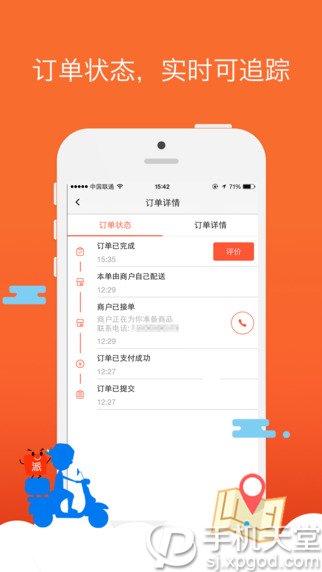 订单状态，实时可追踪
中国联通
15:42
71%
订单详情
订单状态
订单详情
订单已完成
15:35
评价
本单由商户自己配送
12:29
商户已接单
商户正在为你准备商品
联系电话:
12:29
订单已支付成功
12:27
订单已提交
12:27
派
手机天堂
sj.xpgod.com